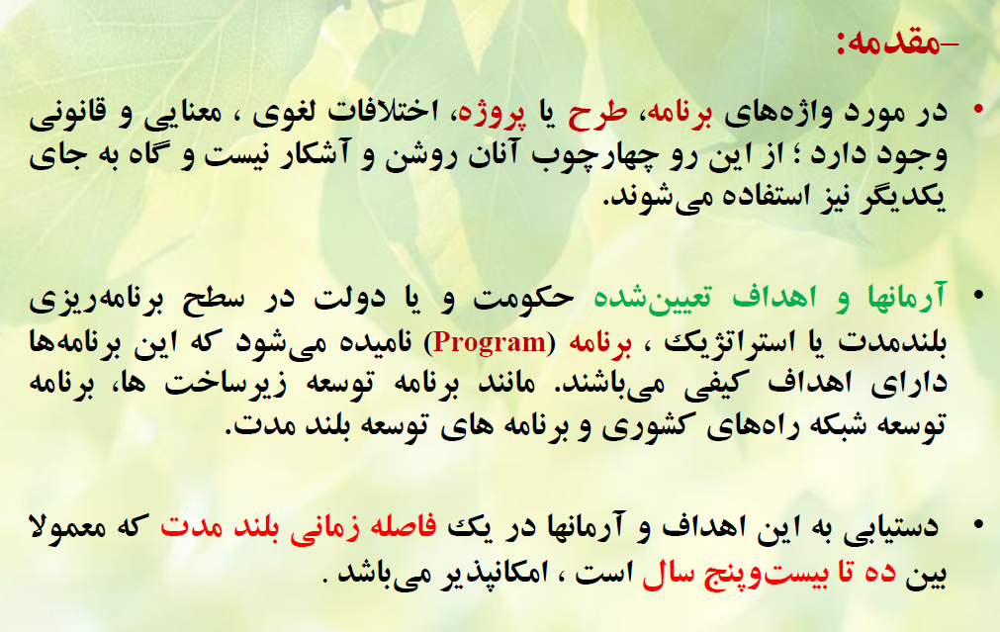 –مقدمه:
• در مورد واژه‌های برنامه، طرح یا پروژه، اختلافات لغوی ، معنایی و قانونی
وجود دارد ؛ از این رو چهارچوب آنان روشن و آشکار نیست و گاه به جای
یکدیگر نیز استفاده می‌شوند.
• آرمانها و اهداف تعیین‌شده حکومت و یا دولت در سطح برنامه‌ریزی
بلندمدت یا استراتژیک ، برنامه (Program) نامیده می‌شود که این برنامه‌ها
دارای اهداف کیفی می‌باشند. مانند برنامه توسعه زیرساخت ها، برنامه
توسعه شبکه راه‌های کشوری و برنامه های توسعه بلند مدت.
• دستیابی به این اهداف و آرمانها در یک فاصله زمانی بلند مدت که معمولا
بین ده تا بیست‌وپنج سال است ، امکانپذیر می‌باشد .